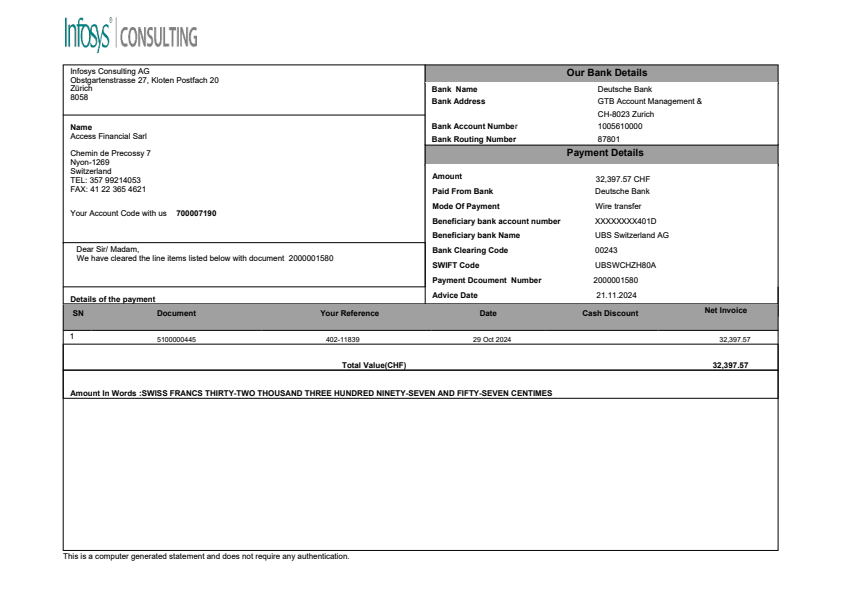 Infosys® | CONSULTING
Infosys Consulting AG
Obstgartenstrasse 27, Kloten Postfach 20
Zürich
8058
Name
Access Financial Sarl
Chemin de Precossy 7
Nyon-1269
Switzerland
TEL: 357 99214053
FAX: 41 22 365 4621
Your Account Code with us 700007190
Dear Sir/ Madam,
We have cleared the line items listed below with document 2000001580
Our Bank Details
Bank Name Deutsche Bank
Bank Address GTB Account Management &
CH-8023 Zurich
Bank Account Number 1005610000
Bank Routing Number 87801
Payment Details
Amount 32,397.57 CHF
Paid From Bank Deutsche Bank
Mode Of Payment Wire transfer
Beneficiary bank account number XXXXXXXX401D
Beneficiary bank Name UBS Switzerland AG
Bank Clearing Code 00243
SWIFT Code UBSWCHZH80A
Payment Dcoument Number 2000001580
Advice Date 21.11.2024
Details of the payment
SN Document Your Reference Date Cash Discount Net Invoice
1 5100000445 402-11839 29 Oct 2024 32,397.57
Total Value(CHF) 32,397.57
Amount In Words :SWISS FRANCS THIRTY-TWO THOUSAND THREE HUNDRED NINETY-SEVEN AND FIFTY-SEVEN CENTIMES
This is a computer generated statement and does not require any authentication.